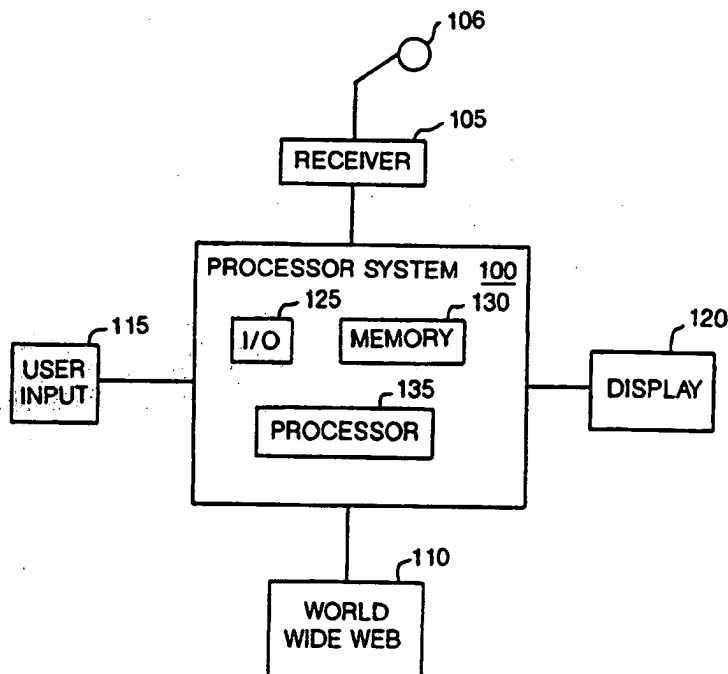 106
105
RECEIVER
PROCESSOR SYSTEM 100
125
130
I/O
MEMORY
115
USER
INPUT
120
DISPLAY
135
PROCESSOR
110
WORLD
WIDE WEB